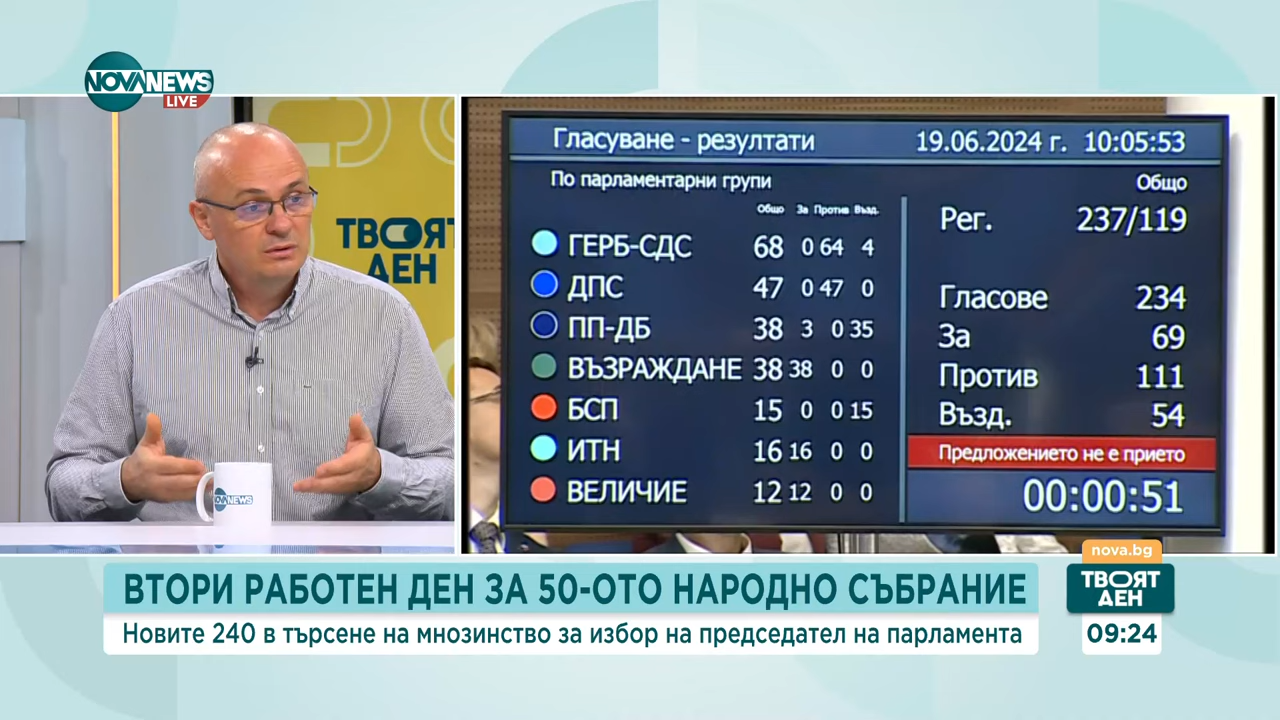 NOVANEWS
LIVE
ТВОЯТ
ДЕН
NOVANEWS
Гласуване - резултати 19.06.2024 г. 10:05:53
По парламентарни групи Общо
Общо За Против Възд.
ГЕРБ-СДС 68 0 64 4
ДПС 47 0 47 0
ПП-ДБ 38 3 0 35
ВЪЗРАЖДАНЕ 38 38 0 0
БСП 15 0 0 15
ИТН 16 16 0 0
ВЕЛИЧИЕ 12 12 0 0
Рег. 237/119
Гласове 234
За 69
Против 111
Възд. 54
Предложението не е прието
00:00:51
ВТОРИ РАБОТЕН ДЕН ЗА 50-ОТО НАРОДНО СЪБРАНИЕ
Новите 240 в търсене на мнозинство за избор на председател на парламента
nova.bg
ТВОЯТ
ДЕН
09:24